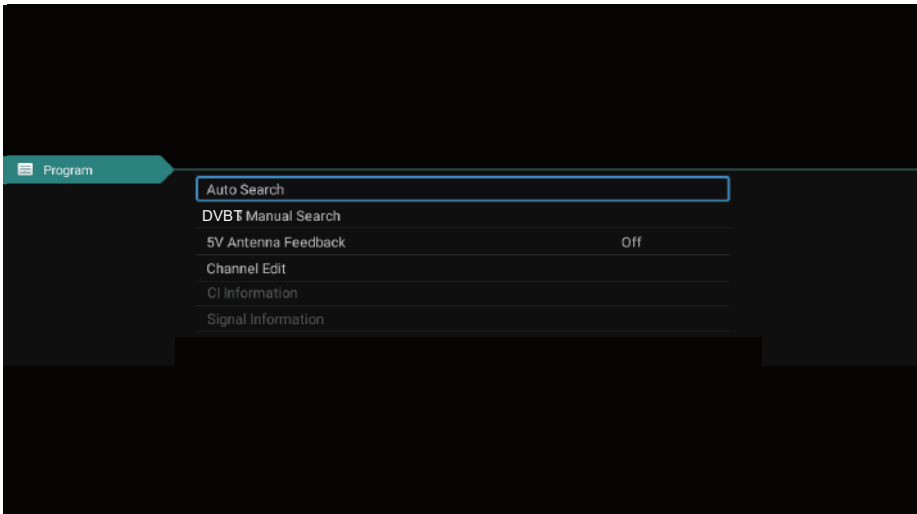 Program
Auto Search
DVBT Manual Search
5V Antenna Feedback Off
Channel Edit
CI Information
Signal Information